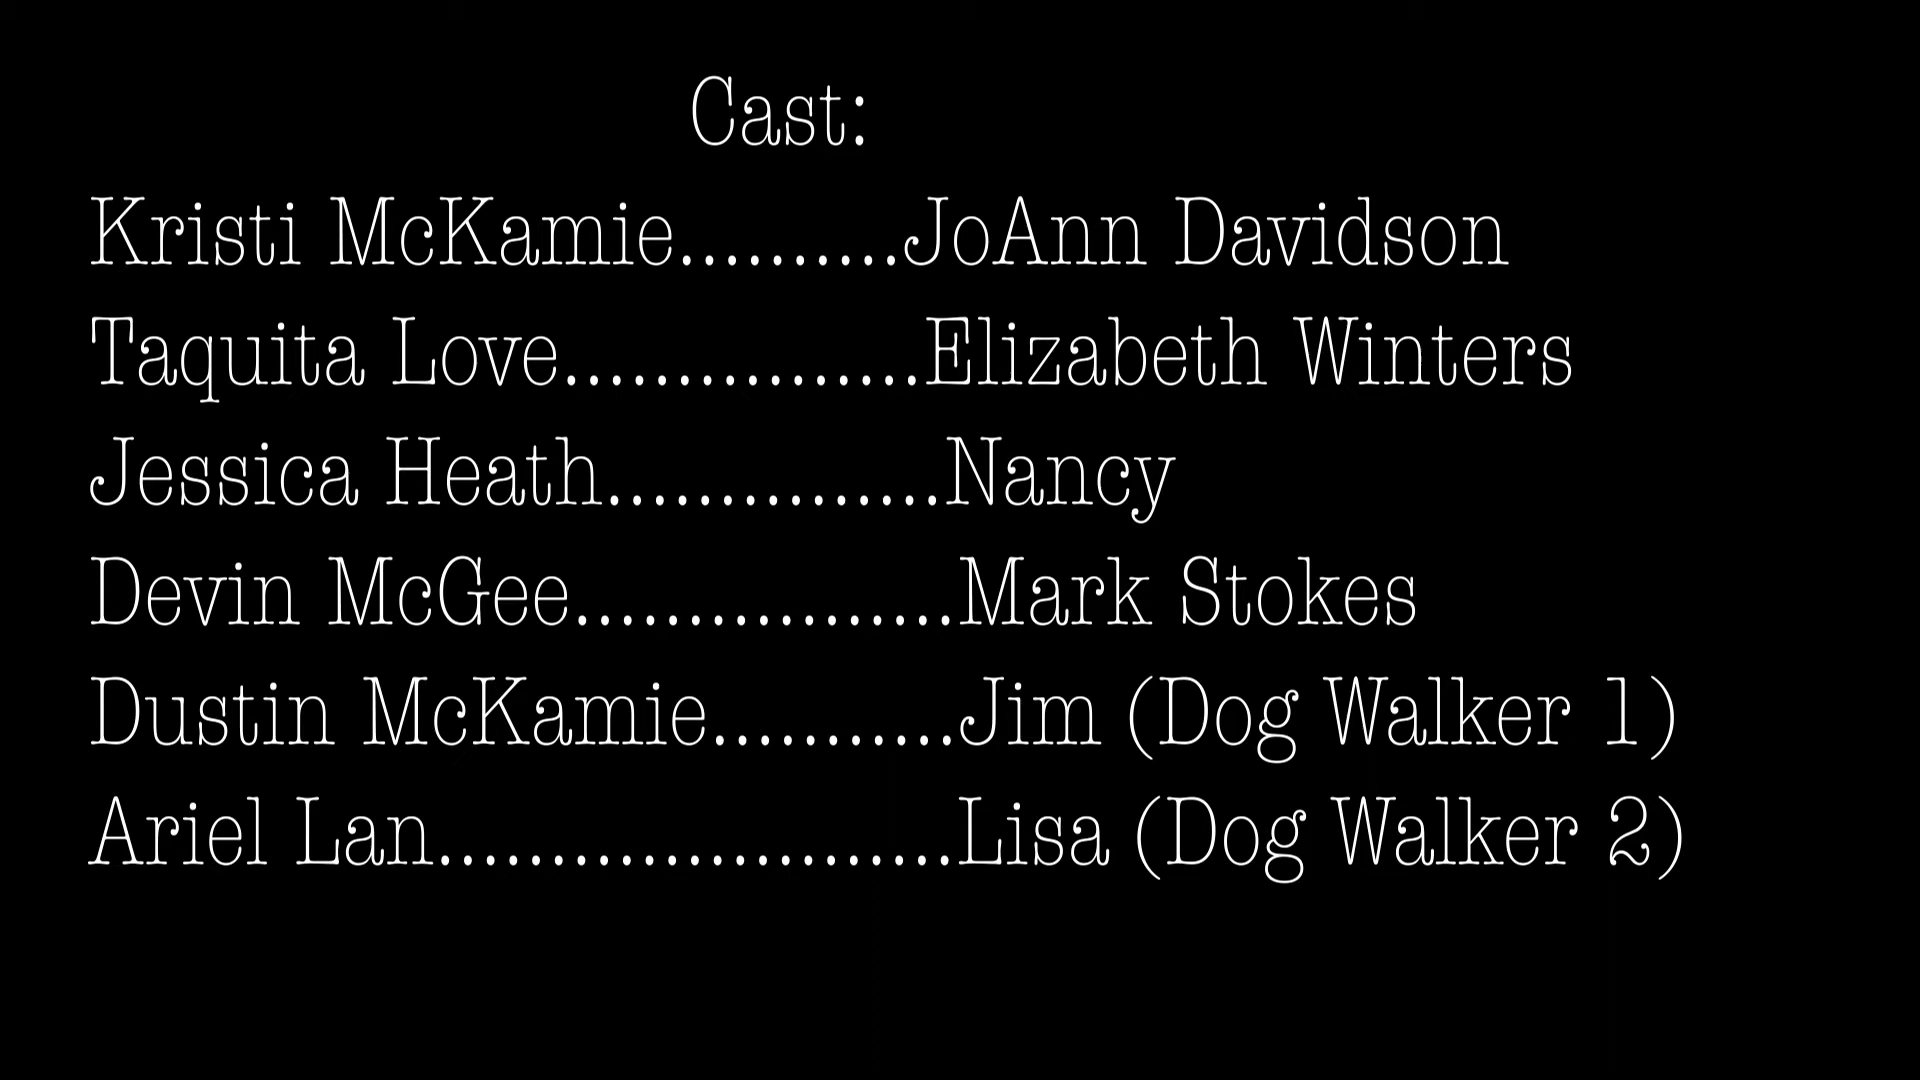 Cast:
Kristi McKamie..........JoAnn Davidson
Taquita Love................Elizabeth Winters
Jessica Heath...............Nancy
Devin McGee.................Mark Stokes
Dustin McKamie...........Jim (Dog Walker 1)
Ariel Lan.......................Lisa (Dog Walker 2)